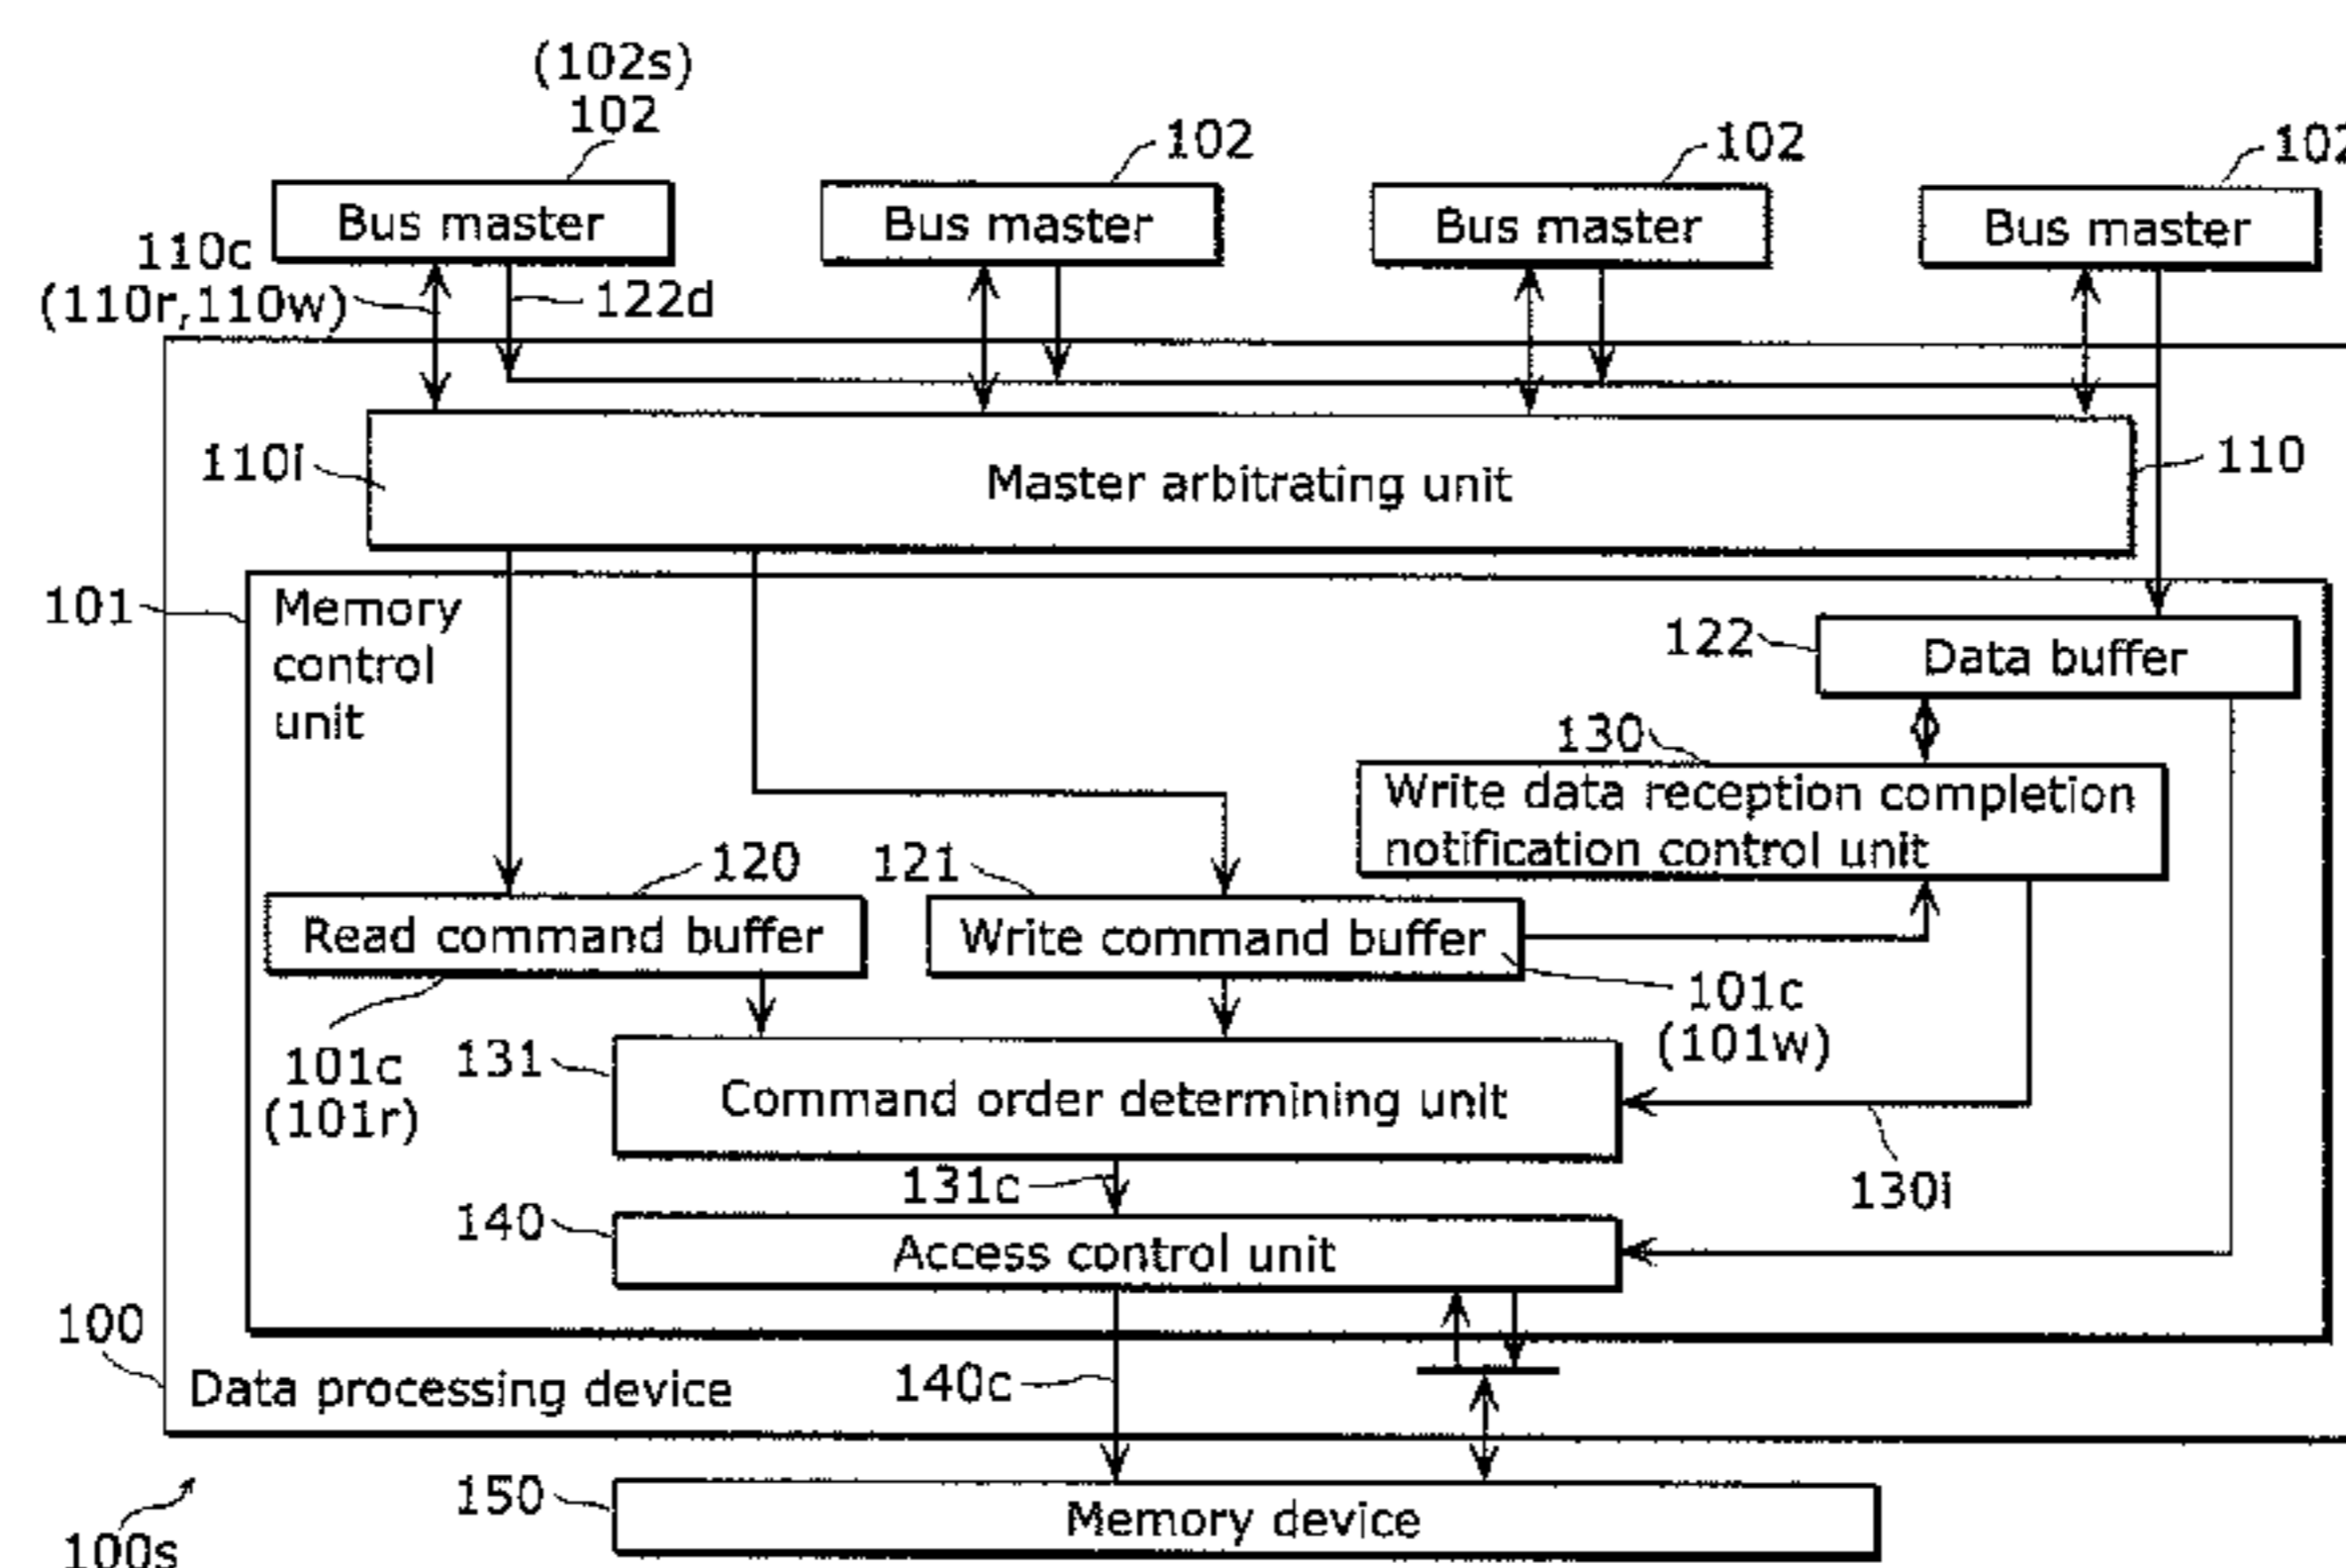 (102s)
102
102
102
102
Bus master
Bus master
Bus master
Bus master
110c
(110r,110w)
122d
110i
Master arbitrating unit
110
101
Memory
control
unit
122
Data buffer
130
Write data reception completion
notification control unit
120
121
Read command buffer
Write command buffer
101c
(101r)
101c
(101w)
131
Command order determining unit
131c
130i
140
Access control unit
100
Data processing device
140c
150
Memory device
100s